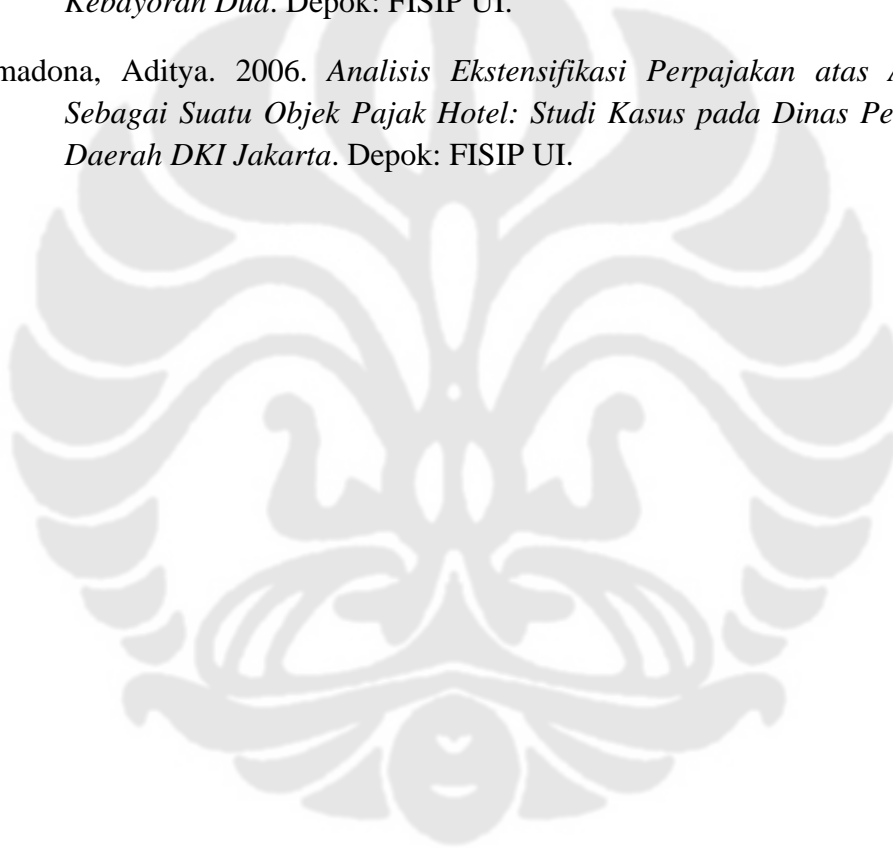 Kebayoran Dua. Depok: FISIP UI.
madona, Aditya. 2006. Analisis Ekstensifikasi Perpajakan atas
Sebagai Suatu Objek Pajak Hotel: Studi Kasus pada Dinas Pe
Daerah DKI Jakarta. Depok: FISIP UI.